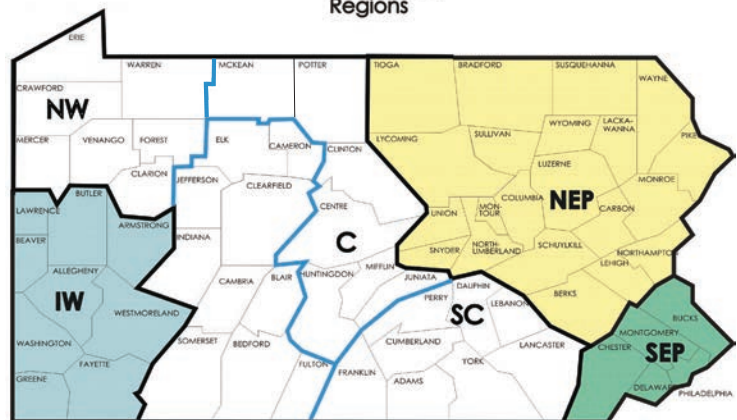 Regions
ERIE
WARREN
MCKEAN
POTTER
TIOGA
BRADFORD
SUSQUEHANNA
WAYNE
CRAWFORD
NW
MERCER
VENANGO
FOREST
ELK
CAMERON
CLINTON
LYCOMING
SULLIVAN
WYOMING
LACKA-
WANNA
PIKE
CLARION
JEFFERSON
CLEARFIELD
CENTRE
LUZERNE
MONROE
BUTLER
LAWRENCE
ARMSTRONG
INDIANA
C
UNION
MON-
TOUR
COLUMBIA
NEP
CARBON
BEAVER
SNYDER
NORTH-
UMBERLAND
SCHUYLKILL
NORTHAMPTON
LEHIGH
ALLEGHENY
IW
CAMBRIA
BLAIR
HUNTINGDON
MIFFLIN
JUNIATA
PERRY
DAUPHIN
LEBANON
BERKS
SC
WESTMORELAND
BUCKS
MONTGOMERY
WASHINGTON
SOMERSET
BEDFORD
CUMBERLAND
LANCASTER
CHESTER
SEP
FAYETTE
FULTON
FRANKLIN
YORK
GREENE
ADAMS
DELAWARE
PHILADELPHIA